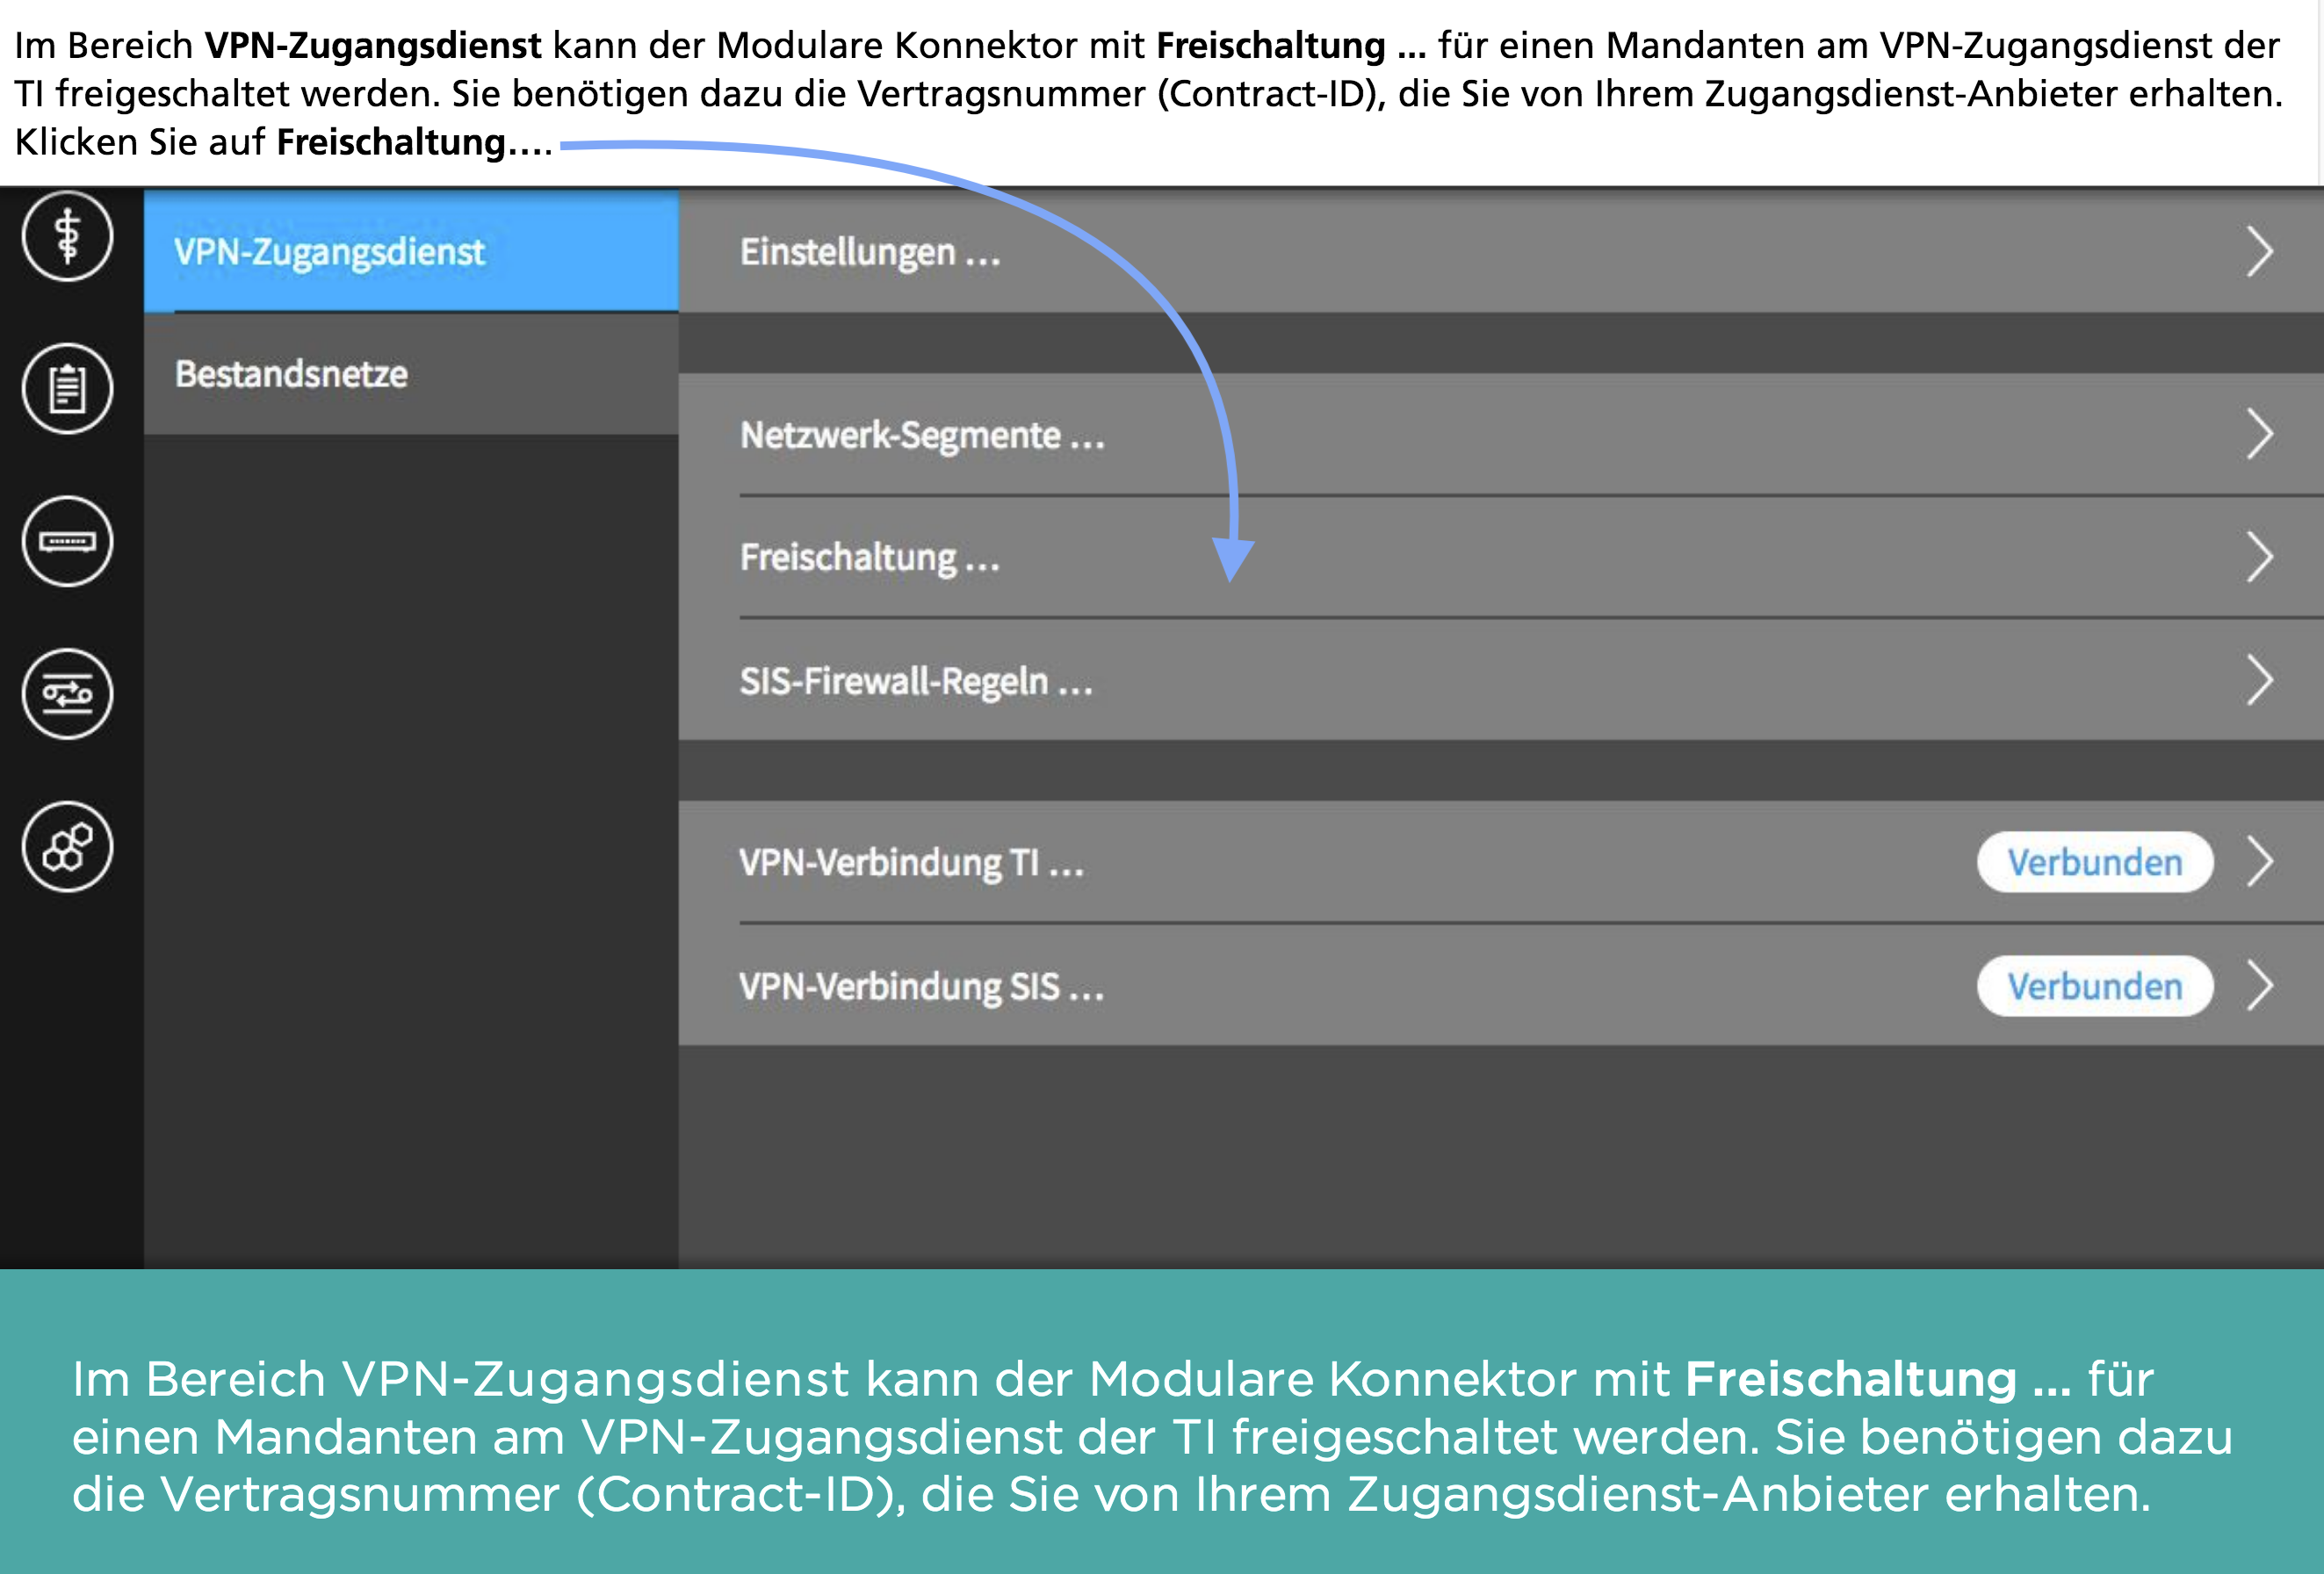 Im Bereich VPN-Zugangsdienst kann der Modulare Konnektor mit Freischaltung ... für einen Mandanten am VPN-Zugangsdienst der
TI freigeschaltet werden. Sie benötigen dazu die Vertragsnummer (Contract-ID), die Sie von Ihrem Zugangsdienst-Anbieter erhalten.
Klicken Sie auf Freischaltung....
VPN-Zugangsdienst
Bestandsnetze
Einstellungen ...
Netzwerk-Segmente ...
Freischaltung ...
SIS-Firewall-Regeln ...
VPN-Verbindung TI ... Verbunden
VPN-Verbindung SIS ... Verbunden
Im Bereich VPN-Zugangsdienst kann der Modulare Konnektor mit Freischaltung ... für
einen Mandanten am VPN-Zugangsdienst der TI freigeschaltet werden. Sie benötigen dazu
die Vertragsnummer (Contract-ID), die Sie von Ihrem Zugangsdienst-Anbieter erhalten.